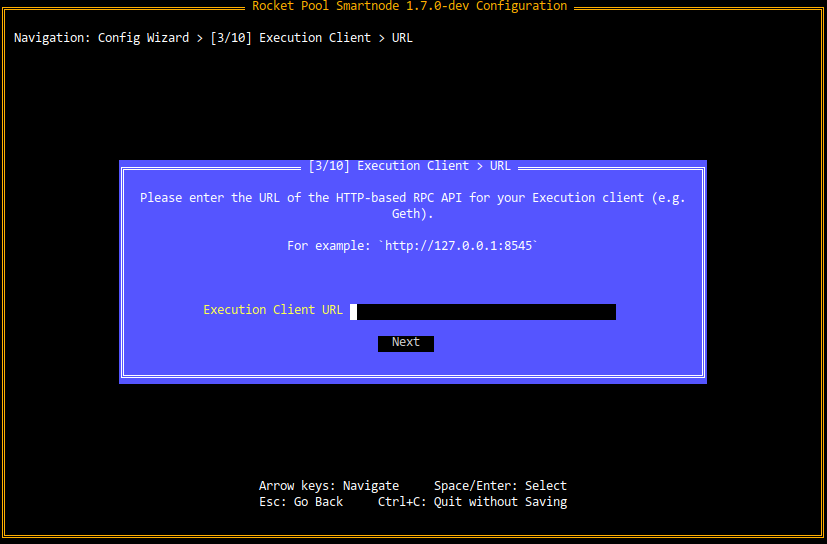 Rocket Pool Smartnode 1.7.0-dev Configuration
Navigation: Config Wizard > [3/10] Execution Client > URL
[3/10] Execution Client > URL
Please enter the URL of the HTTP-based RPC API for your Execution client (e.g.
Geth).
For example: `http://127.0.0.1:8545`
Execution Client URL
Next
Arrow keys: Navigate     Space/Enter: Select
Esc: Go Back     Ctrl+C: Quit without Saving